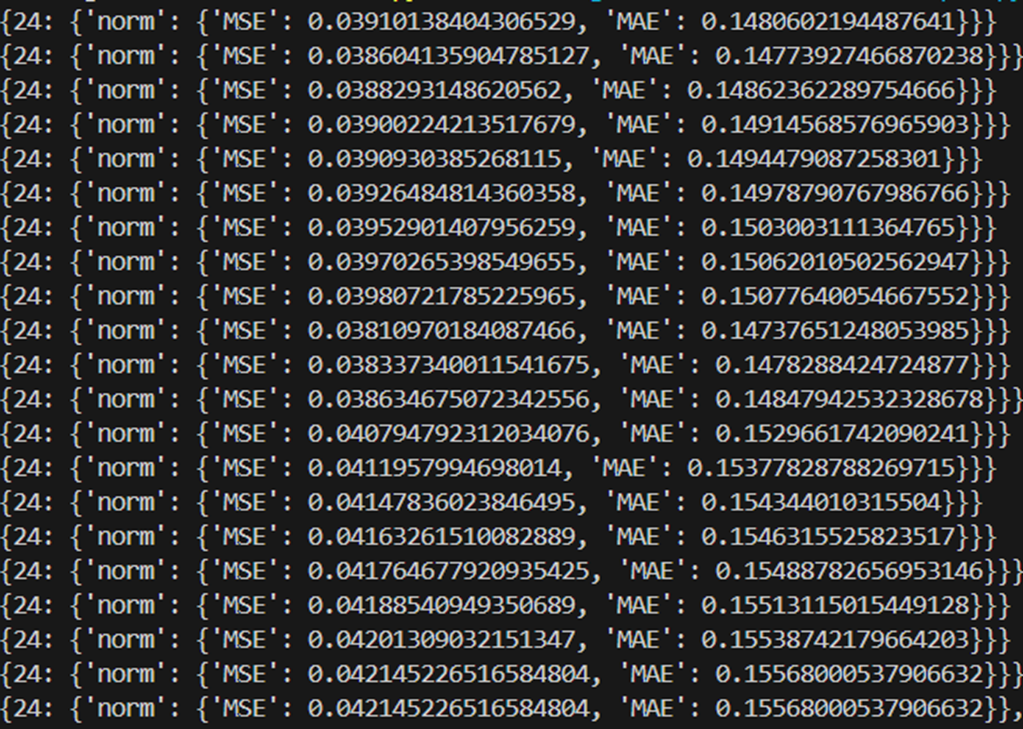 {24: {'norm': {'MSE': 0.03910138404306529, 'MAE': 0.1480602194487641}}}
{24: {'norm': {'MSE': 0.038604135904785127, 'MAE': 0.14773927466870238}}}
{24: {'norm': {'MSE': 0.0388293148620562, 'MAE': 0.14862362289754666}}}
{24: {'norm': {'MSE': 0.03900224213517679, 'MAE': 0.14914568576965903}}}
{24: {'norm': {'MSE': 0.0390930385268115, 'MAE': 0.1494479087258301}}}
{24: {'norm': {'MSE': 0.03926484814360358, 'MAE': 0.14978790767986766}}}
{24: {'norm': {'MSE': 0.03952901407956259, 'MAE': 0.1503003111364765}}}
{24: {'norm': {'MSE': 0.03970265398549655, 'MAE': 0.15062010502562947}}}
{24: {'norm': {'MSE': 0.03980721785225965, 'MAE': 0.15077640054667552}}}
{24: {'norm': {'MSE': 0.03810970184087466, 'MAE': 0.14737651248053985}}}
{24: {'norm': {'MSE': 0.038337340011541675, 'MAE': 0.1478288424724877}}}
{24: {'norm': {'MSE': 0.038634675072342556, 'MAE': 0.14847942532328678}}}
{24: {'norm': {'MSE': 0.040794792312034076, 'MAE': 0.1529661742090241}}}
{24: {'norm': {'MSE': 0.0411957994698014, 'MAE': 0.15377828788269715}}}
{24: {'norm': {'MSE': 0.04147836023846495, 'MAE': 0.154344010315504}}}
{24: {'norm': {'MSE': 0.04163261510082889, 'MAE': 0.1546315525823517}}}
{24: {'norm': {'MSE': 0.041764677920935425, 'MAE': 0.15488782656953146}}}
{24: {'norm': {'MSE': 0.04188540949350689, 'MAE': 0.15513115015449128}}}
{24: {'norm': {'MSE': 0.04201309032151347, 'MAE': 0.15538742179664203}}}
{24: {'norm': {'MSE': 0.042145226516584804, 'MAE': 0.15568000537906632}}}
{24: {'norm': {'MSE': 0.042145226516584804, 'MAE': 0.15568000537906632}},